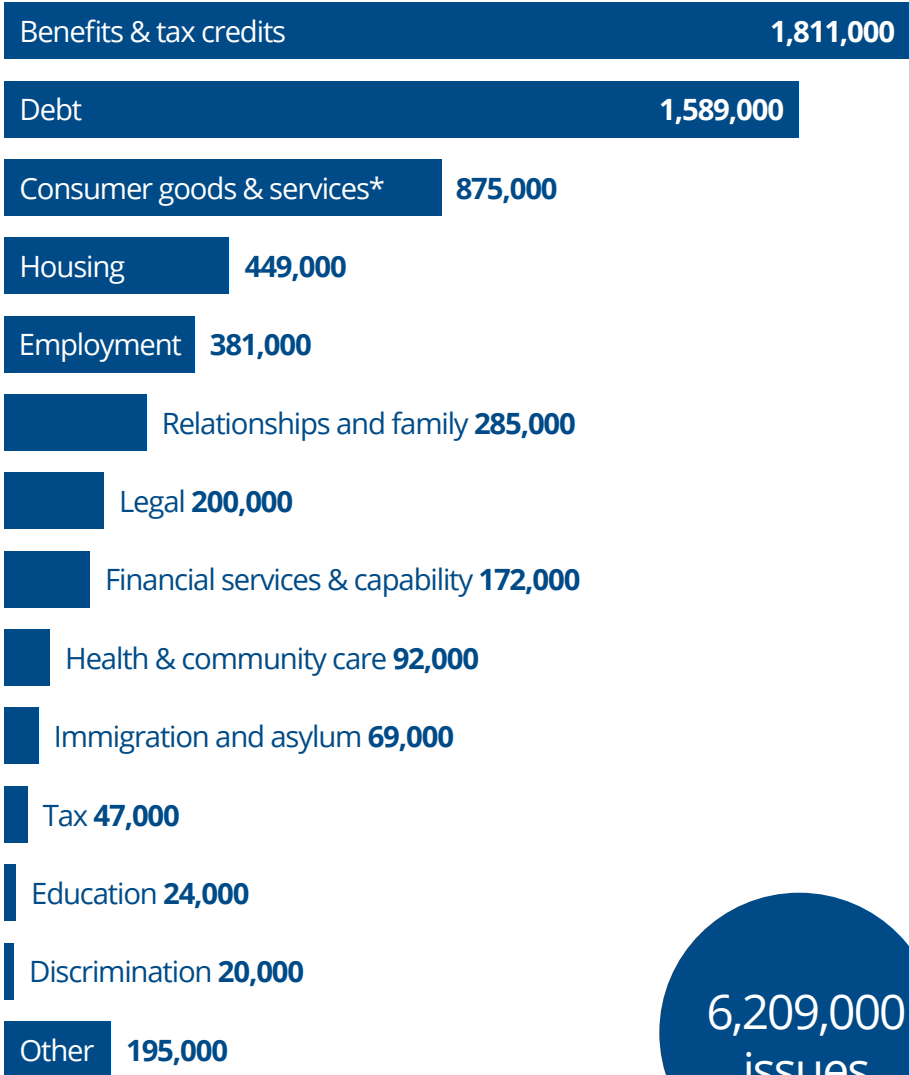 Benefits & tax credits 1,811,000
Debt 1,589,000
Consumer goods & services* 875,000
Housing 449,000
Employment 381,000
Relationships and family 285,000
Legal 200,000
Financial services & capability 172,000
Health & community care 92,000
Immigration and asylum 69,000
Tax 47,000
Education 24,000
Discrimination 20,000
Other 195,000
6,209,000
issues